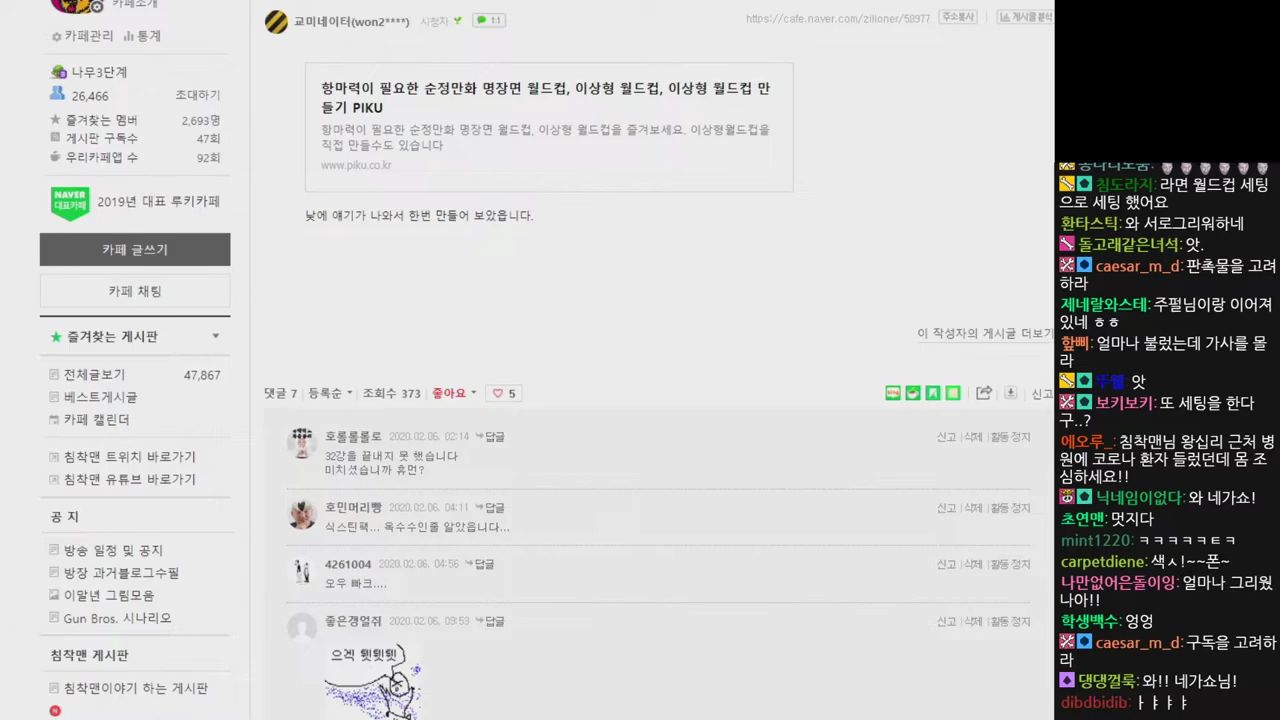 카페소개
카페관리 통계
나무3단계
26,466 초대하기
즐겨찾는 멤버 2,693명
게시판 구독수 47회
우리카페앱 수 92회
NAVER
대표카페
2019년 대표 루키카페
카페 글쓰기
카페 채팅
즐겨찾는 게시판
전체글보기 47,867
베스트게시글
카페 캘린더
침착맨 트위치 바로가기
침착맨 유튜브 바로가기
공 지
방송 일정 및 공지
방장 과거블로그수필
이말년 그림모음
Gun Bros. 시나리오
침착맨 게시판
침착맨이야기 하는 게시판
N
교미네이터(won2****) 시청자 1:1
https://cafe.naver.com/zilioner/58977 주소복사 게시글 분석
항마력이 필요한 순정만화 명장면 월드컵, 이상형 월드컵, 이상형 월드컵 만
들기 PIKU
항마력이 필요한 순정만화 명장면 월드컵, 이상형 월드컵을 즐겨보세요. 이상형월드컵을
직접 만들수도 있습니다
www.piku.co.kr
낮에 얘기가 나와서 한번 만들어 보았읍니다.
이 작성자의 게시글 더보기
댓글 7 등록순 조회수 373 좋아요 5
신고
호롤롤롤로 2020.02.06. 02:14 답글
신고 삭제 활동 정지
32강을 끝내지 못 했습니다
미치셨습니까 휴먼?
호민머리빵 2020.02.06. 04:11 답글
신고 삭제 활동 정지
식스틴팩... 옥수수인줄 알았읍니다...
4261004 2020.02.06. 04:56 답글
신고 삭제 활동 정지
오우 빠크....
좋은갱얼쥐 2020.02.06. 09:53 답글
신고 삭제 활동 정지
으겍 퉷퉷퉷
침도라지: 라면 월드컵 세팅
으로 세팅 했어요
환타스틱: 와 서로그리워하네
돌고래같은녀석: 앗.
caesar_m_d: 판촉물을 고려
하라
제네랄와스테: 주펄님이랑 이어져
있네 ㅎㅎ
핲삐: 얼마나 불렀는데 가사를 몰
라
뚜웰 앗
보키보키: 또 세팅을 한다
구..?
에오루_: 침착맨님 왕십리 근처 병
원에 코로나 환자 들렀던데 몸 조
심하세요!!
닉네임이없다: 와 네가쇼!
초연맨: 멋지다
mint1220: ㅋㅋㅋㅋㅋㅌㅋ
carpetdiene: 색ㅅ!~~폰~
나만없어은돌이잉: 얼마나 그리웠
나아!!
학생백수: 엉엉
caesar_m_d: 구독을 고려하
라
댕댕껄룩: 와!! 네가쇼님!
dibdbidib: ㅏㅑㅑㅑ